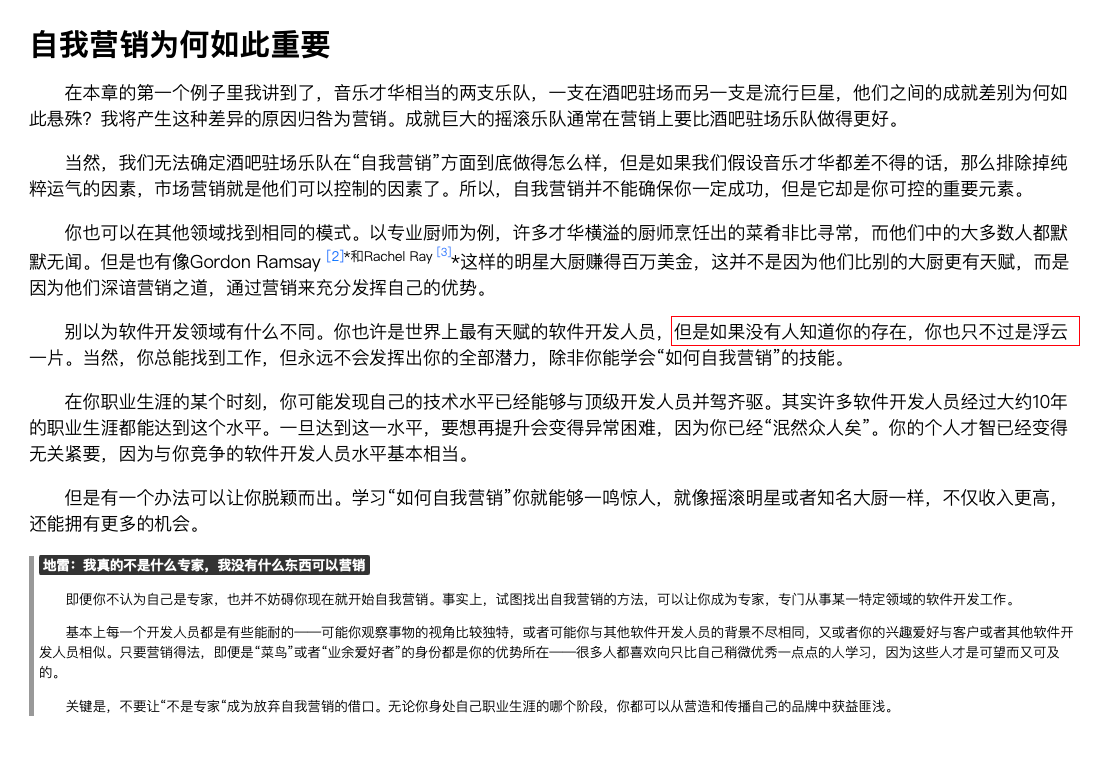 自我营销为何如此重要
在本章的第一个例子里我讲到了，音乐才华相当的两支乐队，一支在酒吧驻场而另一支是流行巨星，他们之间的成就差别为何如
此悬殊？我将产生这种差异的原因归咎为营销。成就巨大的摇滚乐队通常在营销上要比酒吧驻场乐队做得更好。
当然，我们无法确定酒吧驻场乐队在“自我营销”方面到底做得怎么样，但是如果我们假设音乐才华都差不得的话，那么排除掉纯
粹运气的因素，市场营销就是他们可以控制的因素了。所以，自我营销并不能确保你一定成功，但是它却是你可控的重要元素。
你也可以在其他领域找到相同的模式。以专业厨师为例，许多才华横溢的厨师烹饪出的菜肴非比寻常，而他们中的大多数人都默
默无闻。但是也有像Gordon Ramsay [2]*和Rachel Ray [3]*这样的明星大厨赚得百万美金，这并不是因为他们比别的大厨更有天赋，而是
因为他们深谙营销之道，通过营销来充分发挥自己的优势。
别以为软件开发领域有什么不同。你也许是世界上最有天赋的软件开发人员，但是如果没有人知道你的存在，你也只不过是浮云
一片。当然，你总能找到工作，但永远不会发挥出你的全部潜力，除非你能学会“如何自我营销”的技能。
在你职业生涯的某个时刻，你可能发现自己的技术水平已经能够与顶级开发人员并驾齐驱。其实许多软件开发人员经过大约10年
的职业生涯都能达到这个水平。一旦达到这一水平，要想再提升会变得异常困难，因为你已经“泯然众人矣”。你的个人才智已经变得
无关紧要，因为与你竞争的软件开发人员水平基本相当。
但是有一个办法可以让你脱颖而出。学习“如何自我营销”你就能够一鸣惊人，就像摇滚明星或者知名大厨一样，不仅收入更高，
还能拥有更多的机会。
地雷：我真的不是什么专家，我没有什么东西可以营销
即便你不认为自己是专家，也并不妨碍你现在就开始自我营销。事实上，试图找出自我营销的方法，可以让你成为专家，专门从事某一特定领域的软件开发工作。
基本上每一个开发人员都是有些能耐的——可能你观察事物的视角比较独特，或者可能你与其他软件开发人员的背景不尽相同，又或者你的兴趣爱好与客户或者其他软件开
发人员相似。只要营销得法，即便是“菜鸟”或者“业余爱好者”的身份都是你的优势所在——很多人都喜欢向只比自己稍微优秀一点点的人学习，因为这些人才是可望而又可及
的。
关键是，不要让“不是专家“成为放弃自我营销的借口。无论你身处自己职业生涯的哪个阶段，你都可以从营造和传播自己的品牌中获益匪浅。